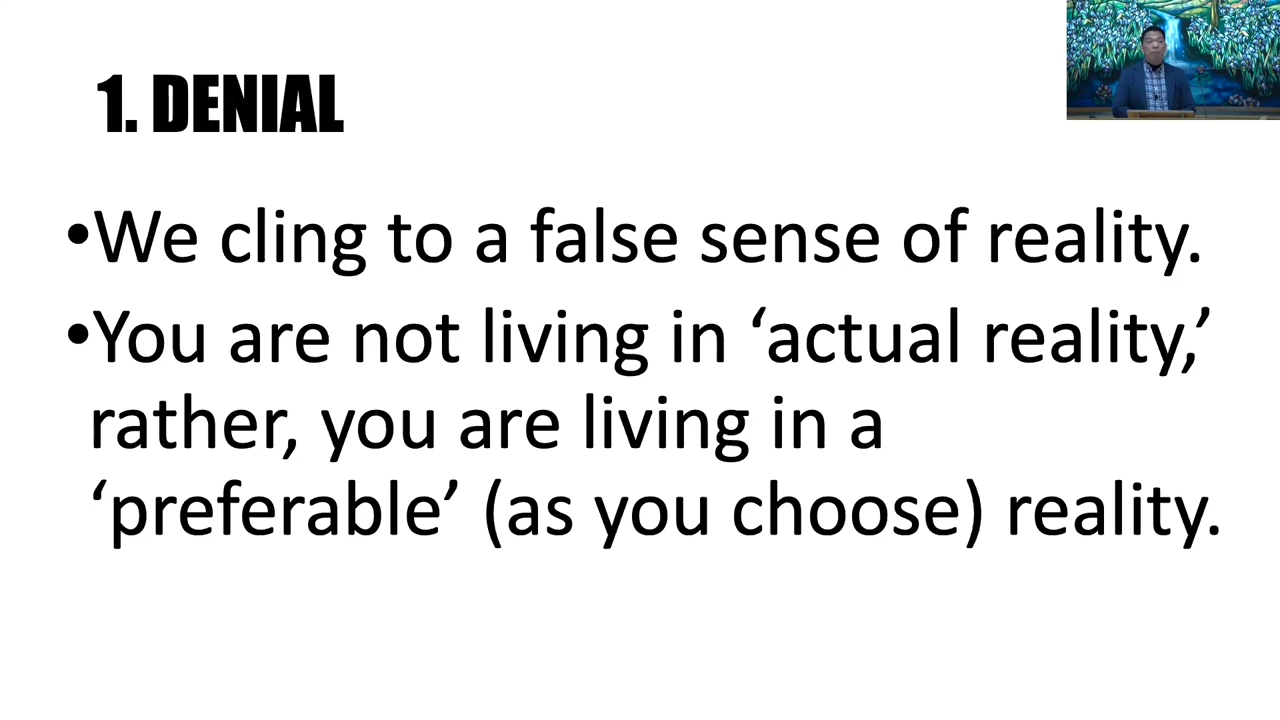 1. DENIAL
•We cling to a false sense of reality.
•You are not living in ‘actual reality,’
rather, you are living in a
‘preferable’ (as you choose) reality.